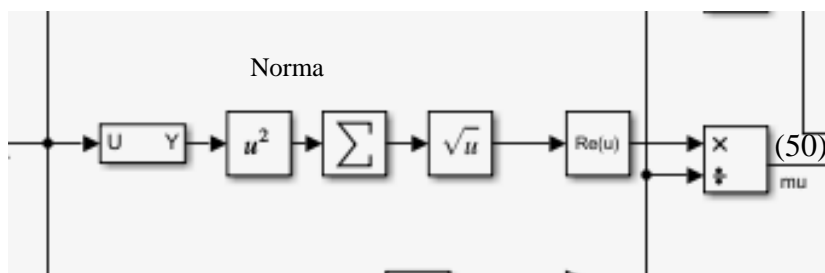 Norma
U Y u² ∑ √u Re(u) × (50)
÷ mu